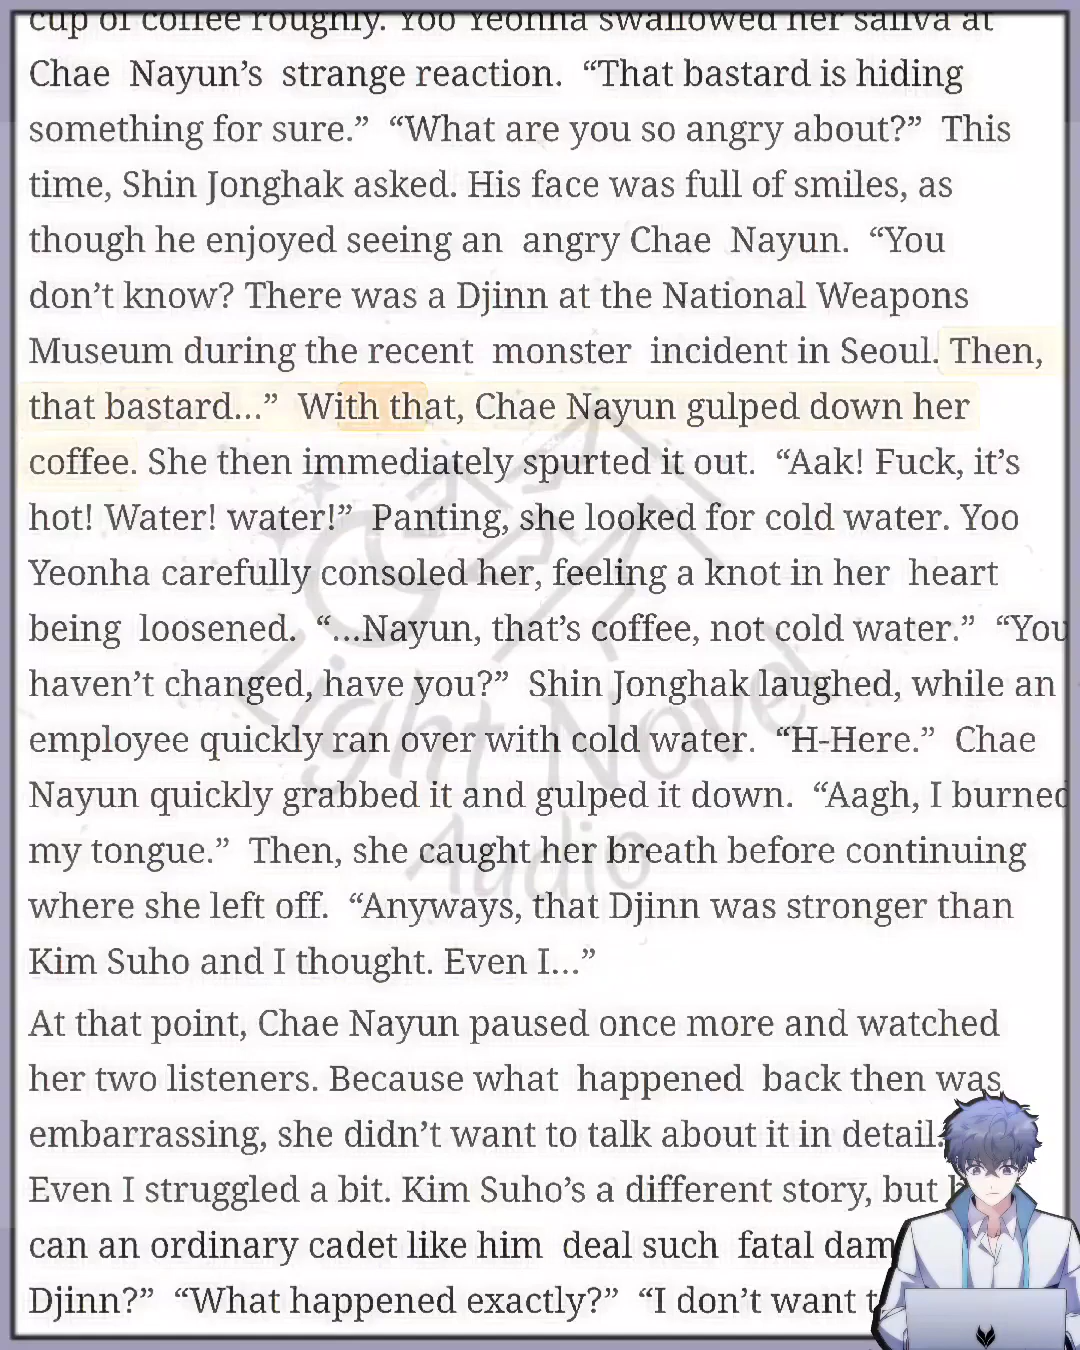 cup of coffee roughly. Yoo Yeonha swallowed her saliva at
Chae Nayun’s strange reaction. “That bastard is hiding
something for sure.” “What are you so angry about?” This
time, Shin Jonghak asked. His face was full of smiles, as
though he enjoyed seeing an angry Chae Nayun. “You
don’t know? There was a Djinn at the National Weapons
Museum during the recent monster incident in Seoul. Then,
that bastard…” With that, Chae Nayun gulped down her
coffee. She then immediately spurted it out. “Aak! Fuck, it’s
hot! Water! water!” Panting, she looked for cold water. Yoo
Yeonha carefully consoled her, feeling a knot in her heart
being loosened. “…Nayun, that’s coffee, not cold water.” “You
haven’t changed, have you?” Shin Jonghak laughed, while an
employee quickly ran over with cold water. “H-Here.” Chae
Nayun quickly grabbed it and gulped it down. “Aagh, I burned
my tongue.” Then, she caught her breath before continuing
where she left off. “Anyways, that Djinn was stronger than
Kim Suho and I thought. Even I…”
At that point, Chae Nayun paused once more and watched
her two listeners. Because what happened back then was
embarrassing, she didn’t want to talk about it in detail.
Even I struggled a bit. Kim Suho’s a different story, but
can an ordinary cadet like him deal such fatal
Djinn?” “What happened exactly?” “I don’t want
Light Novel
Audio